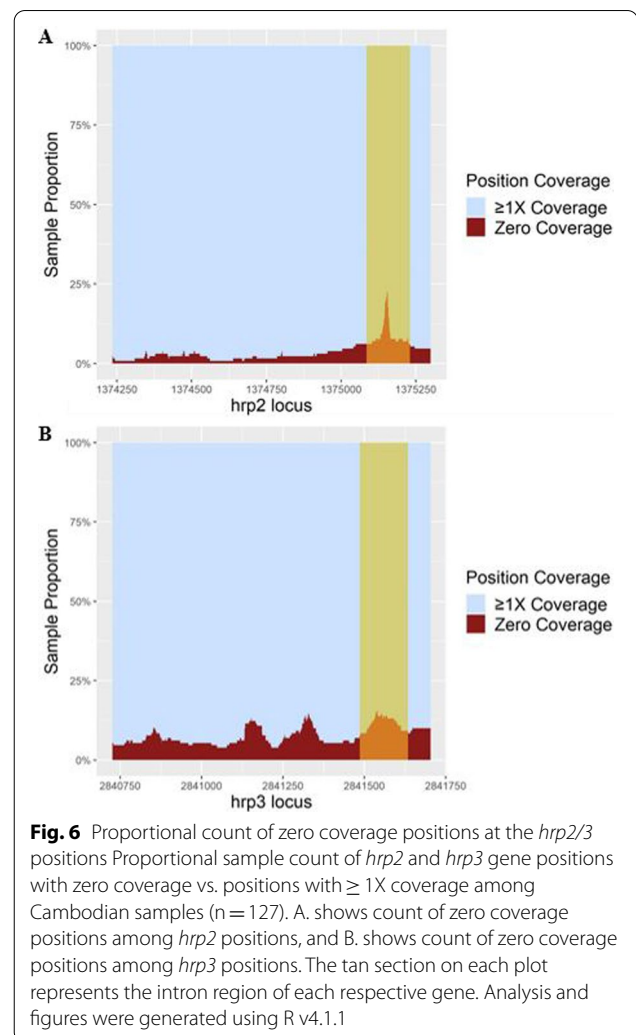 A
100%
75%
50%
25%
0%
Sample Proportion
1374250 1374500 1374750 1375000 1375250
hrp2 locus
Position Coverage
≥1X Coverage
Zero Coverage
B
100%
75%
50%
25%
0%
Sample Proportion
2840750 2841000 2841250 2841500 2841750
hrp3 locus
Position Coverage
≥1X Coverage
Zero Coverage
Fig. 6 Proportional count of zero coverage positions at the hrp2/3
positions Proportional sample count of hrp2 and hrp3 gene positions
with zero coverage vs. positions with ≥ 1X coverage among
Cambodian samples (n = 127). A. shows count of zero coverage
positions among hrp2 positions, and B. shows count of zero coverage
positions among hrp3 positions. The tan section on each plot
represents the intron region of each respective gene. Analysis and
figures were generated using R v4.1.1